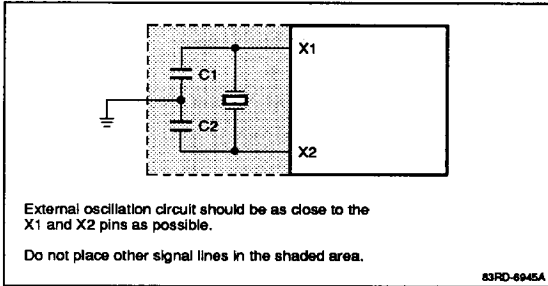 X1
C1
C2
X2
External oscillation circuit should be as close to the
X1 and X2 pins as possible.
Do not place other signal lines in the shaded area.
83RD-6945A